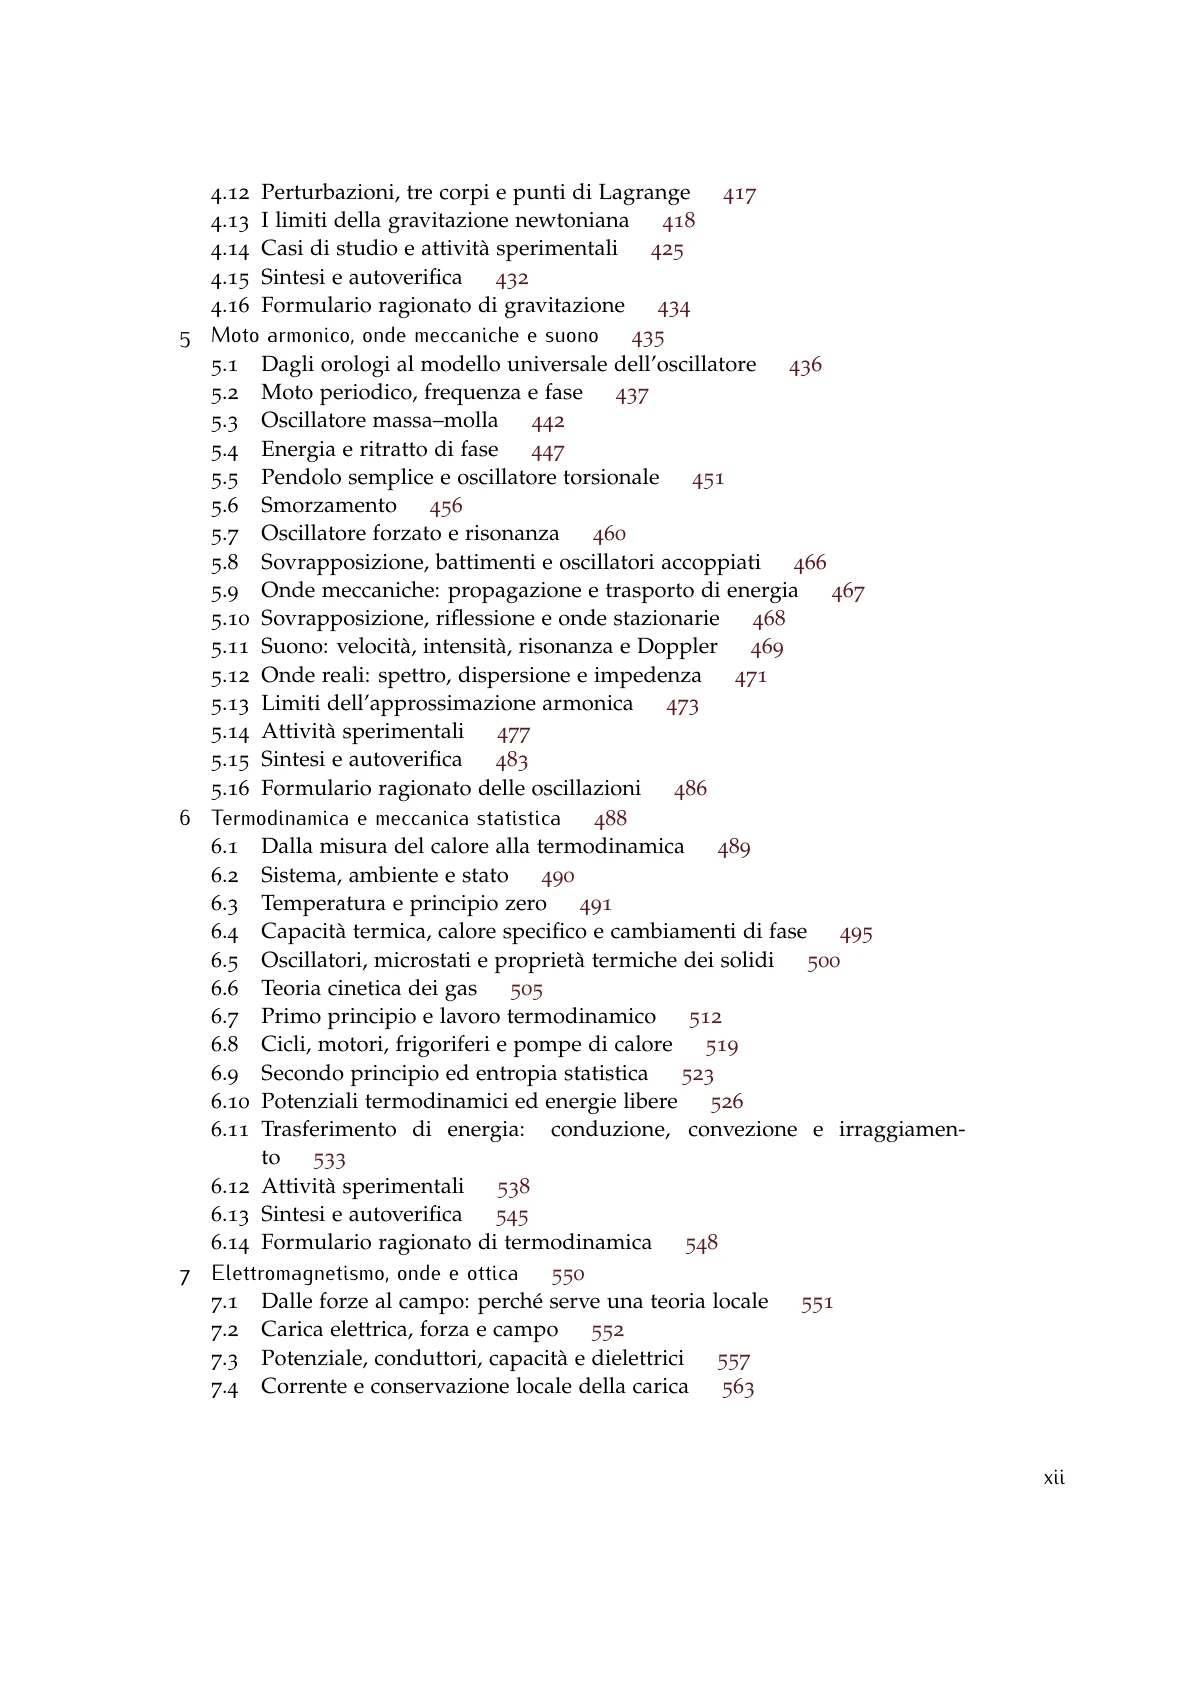 4.12 Perturbazioni, tre corpi e punti di Lagrange 417
4.13 I limiti della gravitazione newtoniana 418
4.14 Casi di studio e attività sperimentali 425
4.15 Sintesi e autoverifica 432
4.16 Formulario ragionato di gravitazione 434
5 Moto armonico, onde meccaniche e suono 435
5.1 Dagli orologi al modello universale dell'oscillatore 436
5.2 Moto periodico, frequenza e fase 437
5.3 Oscillatore massa–molla 442
5.4 Energia e ritratto di fase 447
5.5 Pendolo semplice e oscillatore torsionale 451
5.6 Smorzamento 456
5.7 Oscillatore forzato e risonanza 460
5.8 Sovrapposizione, battimenti e oscillatori accoppiati 466
5.9 Onde meccaniche: propagazione e trasporto di energia 467
5.10 Sovrapposizione, riflessione e onde stazionarie 468
5.11 Suono: velocità, intensità, risonanza e Doppler 469
5.12 Onde reali: spettro, dispersione e impedenza 471
5.13 Limiti dell'approssimazione armonica 473
5.14 Attività sperimentali 477
5.15 Sintesi e autoverifica 483
5.16 Formulario ragionato delle oscillazioni 486
6 Termodinamica e meccanica statistica 488
6.1 Dalla misura del calore alla termodinamica 489
6.2 Sistema, ambiente e stato 490
6.3 Temperatura e principio zero 491
6.4 Capacità termica, calore specifico e cambiamenti di fase 495
6.5 Oscillatori, microstati e proprietà termiche dei solidi 500
6.6 Teoria cinetica dei gas 505
6.7 Primo principio e lavoro termodinamico 512
6.8 Cicli, motori, frigoriferi e pompe di calore 519
6.9 Secondo principio ed entropia statistica 523
6.10 Potenziali termodinamici ed energie libere 526
6.11 Trasferimento di energia: conduzione, convezione e irraggiamen-
to 533
6.12 Attività sperimentali 538
6.13 Sintesi e autoverifica 545
6.14 Formulario ragionato di termodinamica 548
7 Elettromagnetismo, onde e ottica 550
7.1 Dalle forze al campo: perché serve una teoria locale 551
7.2 Carica elettrica, forza e campo 552
7.3 Potenziale, conduttori, capacità e dielettrici 557
7.4 Corrente e conservazione locale della carica 563
xii